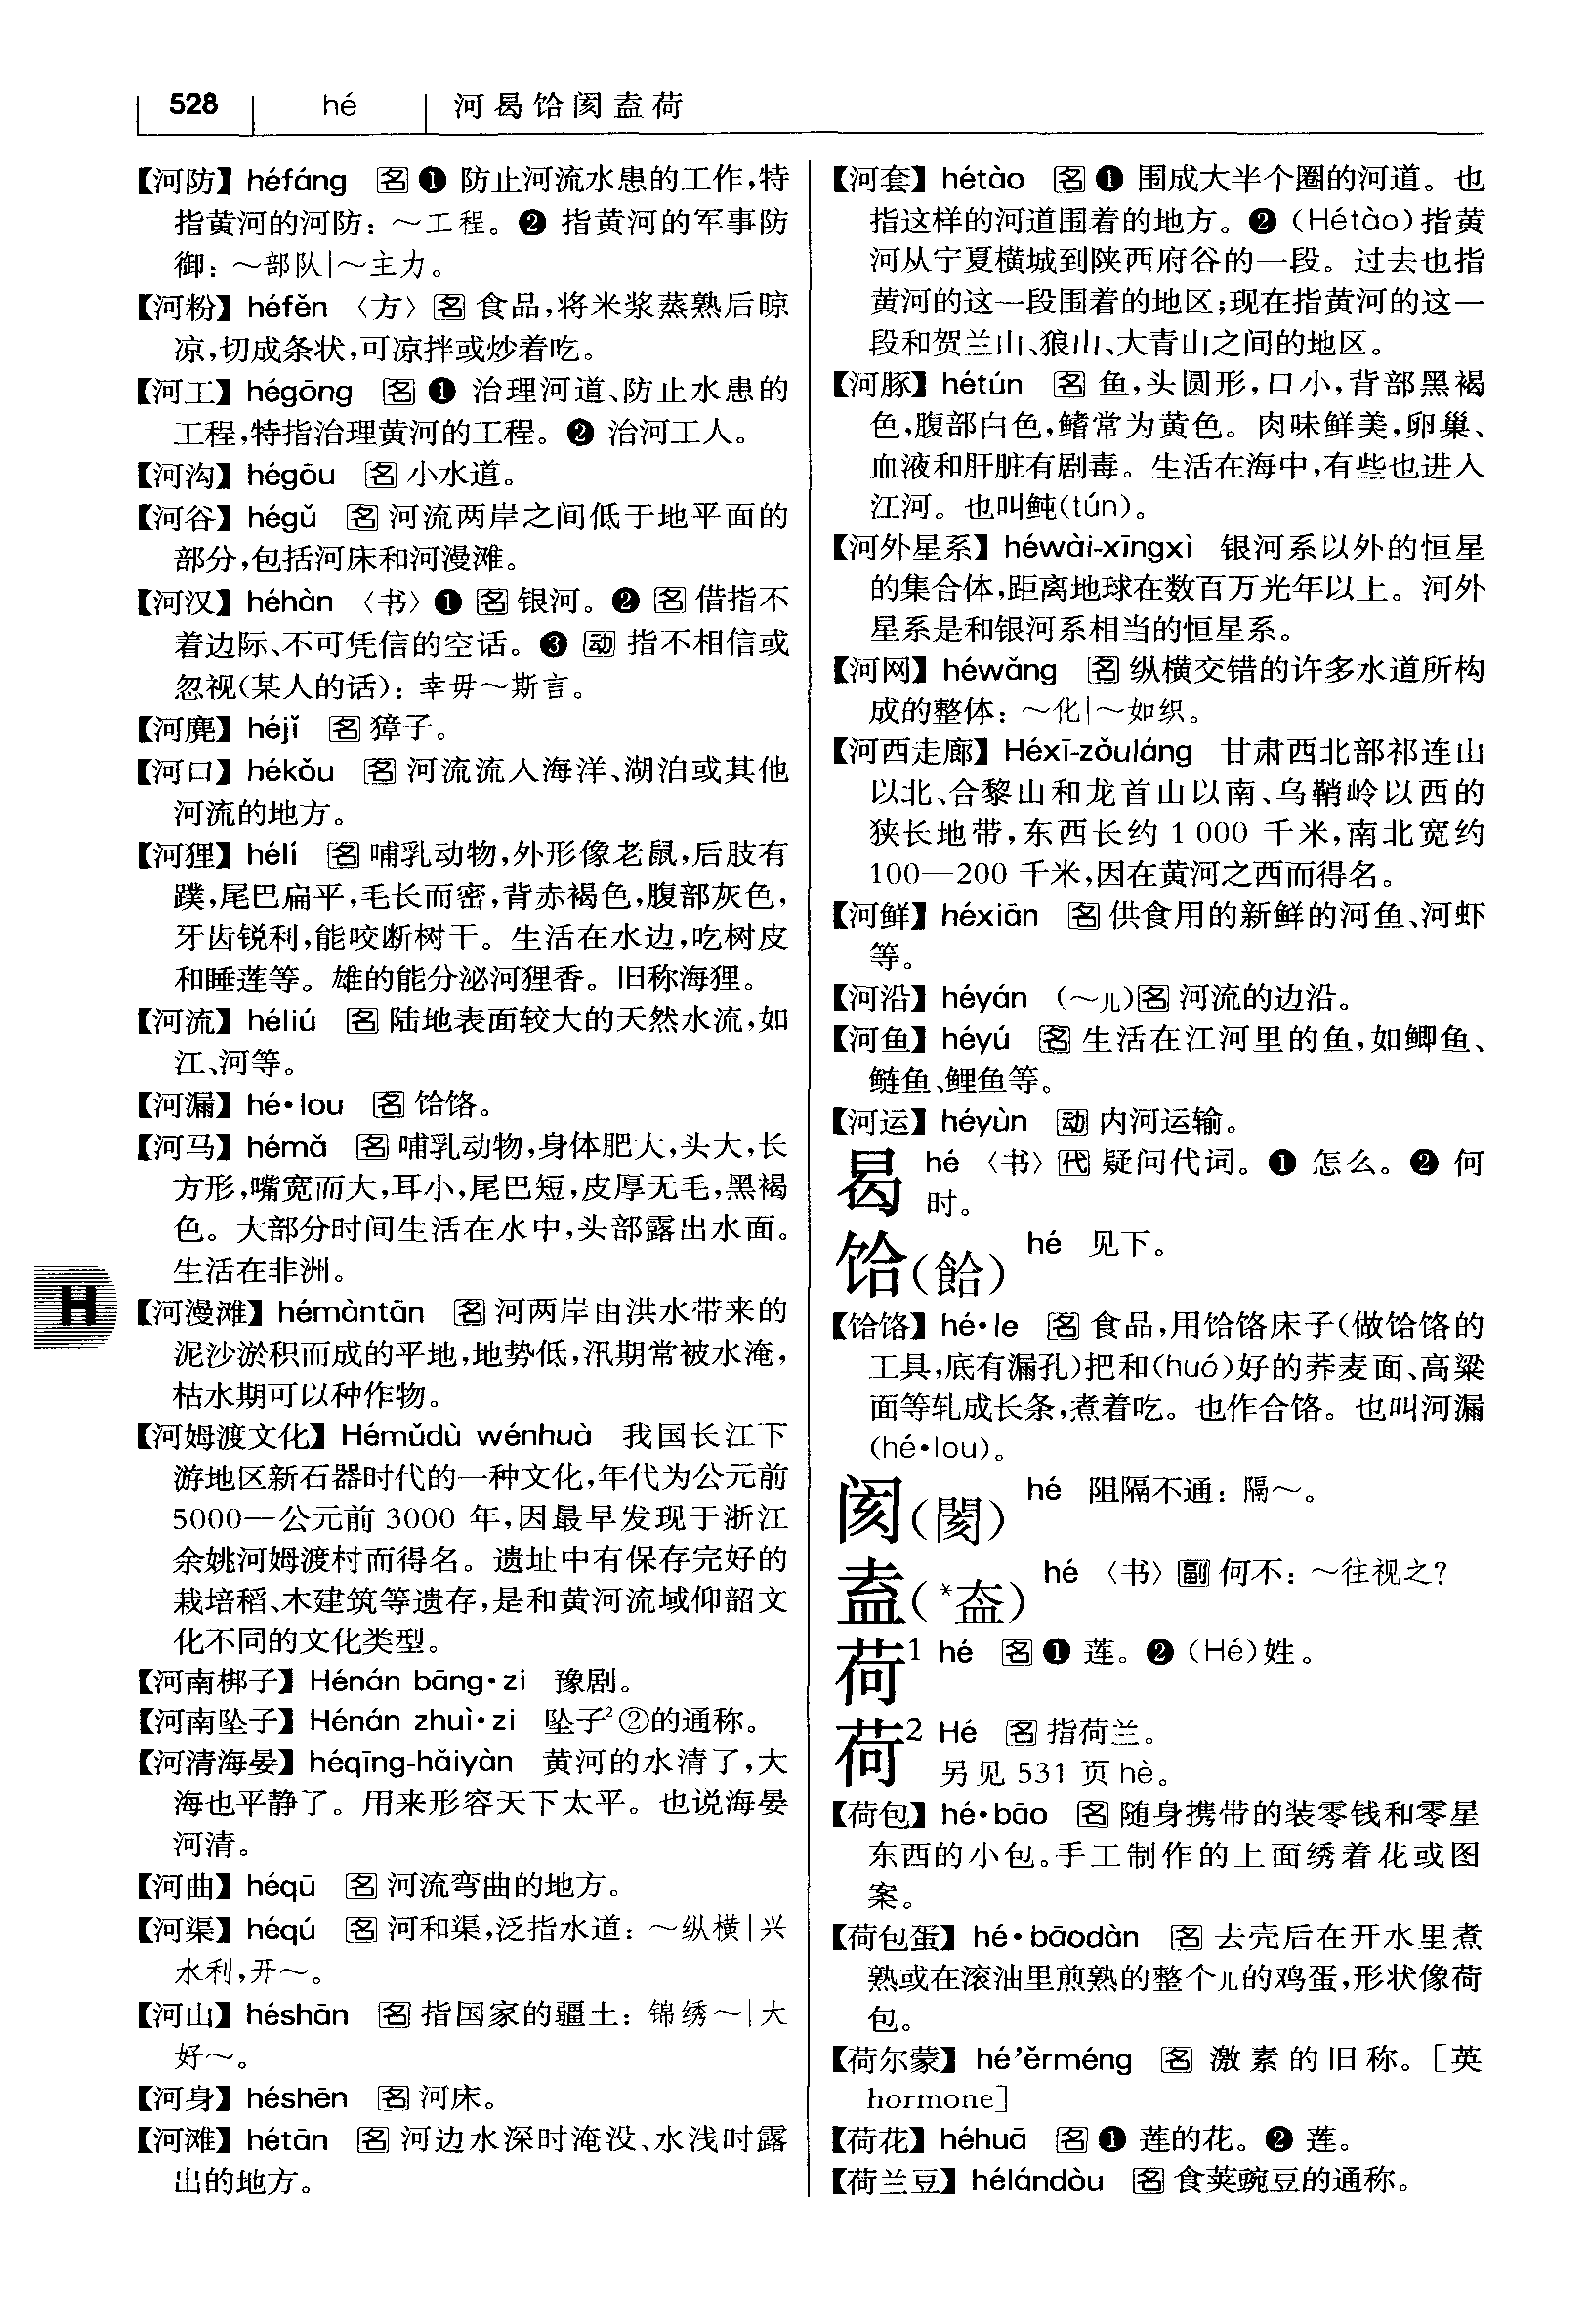 528 hé 河曷饸阂盍荷
【河防】héfáng 名❶ 防止河流水患的工作,特
指黄河的河防：～工程。❷ 指黄河的军事防
御：～部队|～主力。
【河粉】héfěn 〈方〉名 食品,将米浆蒸熟后晾
凉,切成条状,可凉拌或炒着吃。
【河工】hégōng 名 ❶ 治理河道、防止水患的
工程,特指治理黄河的工程。❷ 治河工人。
【河沟】hégōu 名 小水道。
【河谷】hégǔ 名 河流两岸之间低于地平面的
部分,包括河床和河漫滩。
【河汉】héhàn 〈书〉❶ 名 银河。❷ 名 借指不
着边际、不可凭信的空话。❸ 动 指不相信或
忽视(某人的话)：幸毋～斯言。
【河麂】héjǐ 名 獐子。
【河口】hékǒu 名 河流流入海洋、湖泊或其他
河流的地方。
【河狸】hélí 名 哺乳动物,外形像老鼠,后肢有
蹼,尾巴扁平,毛长而密,背赤褐色,腹部灰色,
牙齿锐利,能咬断树干。生活在水边,吃树皮
和睡莲等。雄的能分泌河狸香。旧称海狸。
【河流】héliú 名 陆地表面较大的天然水流,如
江、河等。
【河漏】hé•lou 名 饸饹。
【河马】hémǎ 名 哺乳动物,身体肥大,头大,长
方形,嘴宽而大,耳小,尾巴短,皮厚无毛,黑褐
色。大部分时间生活在水中,头部露出水面。
生活在非洲。
H
【河漫滩】hémàntān 名 河两岸由洪水带来的
泥沙淤积而成的平地,地势低,汛期常被水淹,
枯水期可以种作物。
【河姆渡文化】Hémǔdù wénhuà 我国长江下
游地区新石器时代的一种文化,年代为公元前
5000—公元前 3000 年,因最早发现于浙江
余姚河姆渡村而得名。遗址中有保存完好的
栽培稻、木建筑等遗存,是和黄河流域仰韶文
化不同的文化类型。
【河南梆子】Hénán bāng•zi 豫剧。
【河南坠子】Hénán zhuì•zi 坠子²②的通称。
【河清海晏】héqīng-hǎiyàn 黄河的水清了,大
海也平静了。用来形容天下太平。也说海晏
河清。
【河曲】héqū 名 河流弯曲的地方。
【河渠】héqú 名 河和渠,泛指水道：～纵横|兴
水利,开～。
【河山】héshān 名 指国家的疆土：锦绣～|大
好～。
【河身】héshēn 名 河床。
【河滩】hétān 名 河边水深时淹没、水浅时露
出的地方。
【河套】hétào 名❶ 围成大半个圈的河道。也
指这样的河道围着的地方。❷(Hétào)指黄
河从宁夏横城到陕西府谷的一段。过去也指
黄河的这一段围着的地区;现在指黄河的这一
段和贺兰山、狼山、大青山之间的地区。
【河豚】hétún 名 鱼,头圆形,口小,背部黑褐
色,腹部白色,鳍常为黄色。肉味鲜美,卵巢、
血液和肝脏有剧毒。生活在海中,有些也进入
江河。也叫鲀(tún)。
【河外星系】héwài-xīngxì 银河系以外的恒星
的集合体,距离地球在数百万光年以上。河外
星系是和银河系相当的恒星系。
【河网】héwǎng 名 纵横交错的许多水道所构
成的整体：～化|～如织。
【河西走廊】Héxī-zǒuláng 甘肃西北部祁连山
以北、合黎山和龙首山以南、乌鞘岭以西的
狭长地带,东西长约 1 000 千米,南北宽约
100—200 千米,因在黄河之西而得名。
【河鲜】héxiān 名 供食用的新鲜的河鱼、河虾
等。
【河沿】héyán (～儿)名 河流的边沿。
【河鱼】héyú 名 生活在江河里的鱼,如鲫鱼、
鲢鱼、鲤鱼等。
【河运】héyùn 动 内河运输。
曷 hé 〈书〉代 疑问代词。❶ 怎么。❷ 何
时。
饸(餄) hé 见下。
【饸饹】hé•le 名 食品,用饸饹床子(做饸饹的
工具,底有漏孔)把和(huó)好的荞麦面、高粱
面等轧成长条,煮着吃。也作合饹。也叫河漏
(hé•lou)。
阂(閡) hé 阻隔不通：隔～。
盍(*盇) hé 〈书〉副 何不：～往视之?
荷¹ hé 名❶ 莲。❷(Hé)姓。
荷² Hé 名 指荷兰。
另见 531 页 hè。
【荷包】hé•bāo 名 随身携带的装零钱和零星
东西的小包。手工制作的上面绣着花或图
案。
【荷包蛋】hé•bāodàn 名 去壳后在开水里煮
熟或在滚油里煎熟的整个儿的鸡蛋,形状像荷
包。
【荷尔蒙】hé’ěrméng 名 激素的旧称。[英
hormone]
【荷花】héhuā 名❶ 莲的花。❷ 莲。
【荷兰豆】hélándòu 名 食荚豌豆的通称。